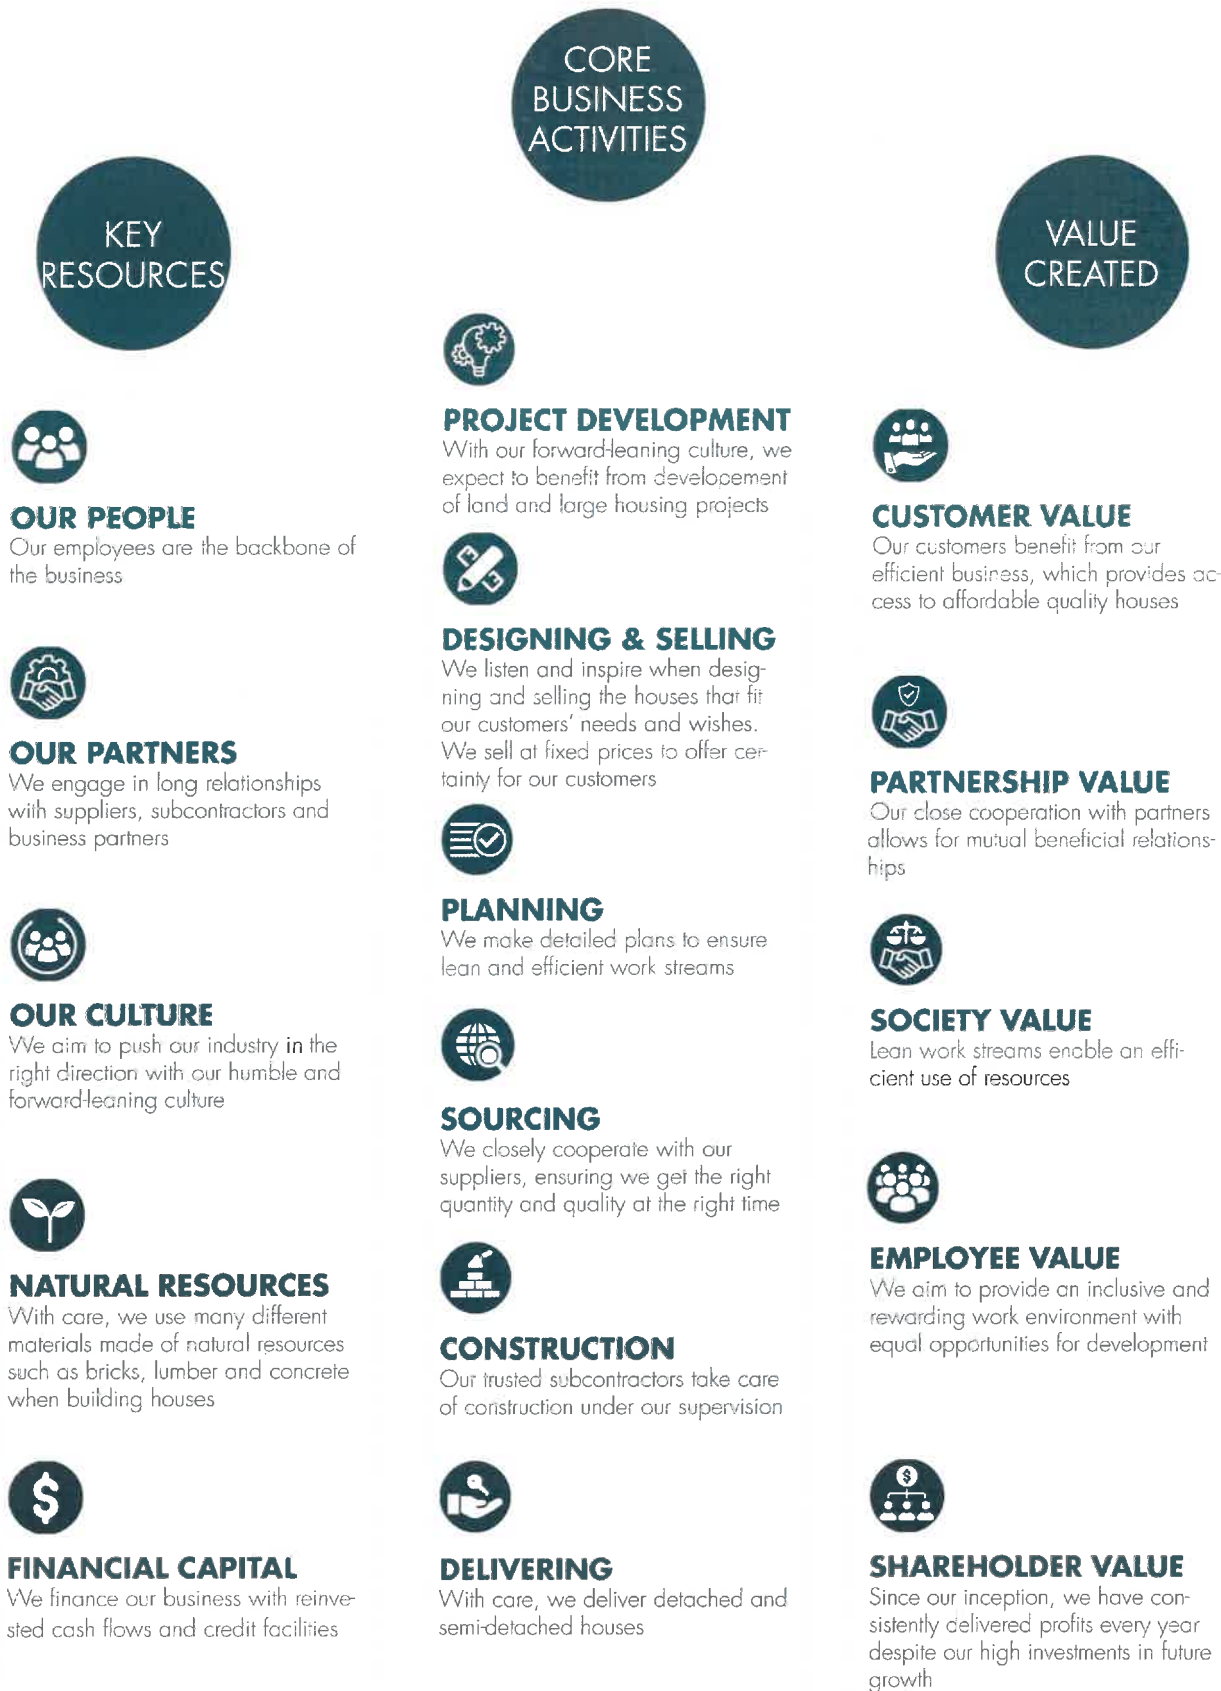 CORE
BUSINESS
ACTIVITIES
KEY
RESOURCES
VALUE
CREATED
OUR PEOPLE
Our employees are the backbone of
the business
OUR PARTNERS
We engage in long relationships
with suppliers, subcontractors and
business partners
OUR CULTURE
We aim to push our industry in the
right direction with our humble and
forward-leaning culture
NATURAL RESOURCES
With care, we use many different
materials made of natural resources
such as bricks, lumber and concrete
when building houses
FINANCIAL CAPITAL
We finance our business with reinve-
sted cash flows and credit facilities
PROJECT DEVELOPMENT
With our forward-leaning culture, we
expect to benefit from developement
of land and large housing projects
DESIGNING & SELLING
We listen and inspire when desig-
ning and selling the houses that fit
our customers' needs and wishes.
We sell at fixed prices to offer cer-
tainty for our customers
PLANNING
We make detailed plans to ensure
lean and efficient work streams
SOURCING
We closely cooperate with our
suppliers, ensuring we get the right
quantity and quality at the right time
CONSTRUCTION
Our trusted subcontractors take care
of construction under our supervision
DELIVERING
With care, we deliver detached and
semi-detached houses
CUSTOMER VALUE
Our customers benefit from our
efficient business, which provides ac-
cess to affordable quality houses
PARTNERSHIP VALUE
Our close cooperation with partners
allows for mutual beneficial relations-
hips
SOCIETY VALUE
Lean work streams enable an effi-
cient use of resources
EMPLOYEE VALUE
We aim to provide an inclusive and
rewarding work environment with
equal opportunities for development
SHAREHOLDER VALUE
Since our inception, we have con-
sistently delivered profits every year
despite our high investments in future
growth